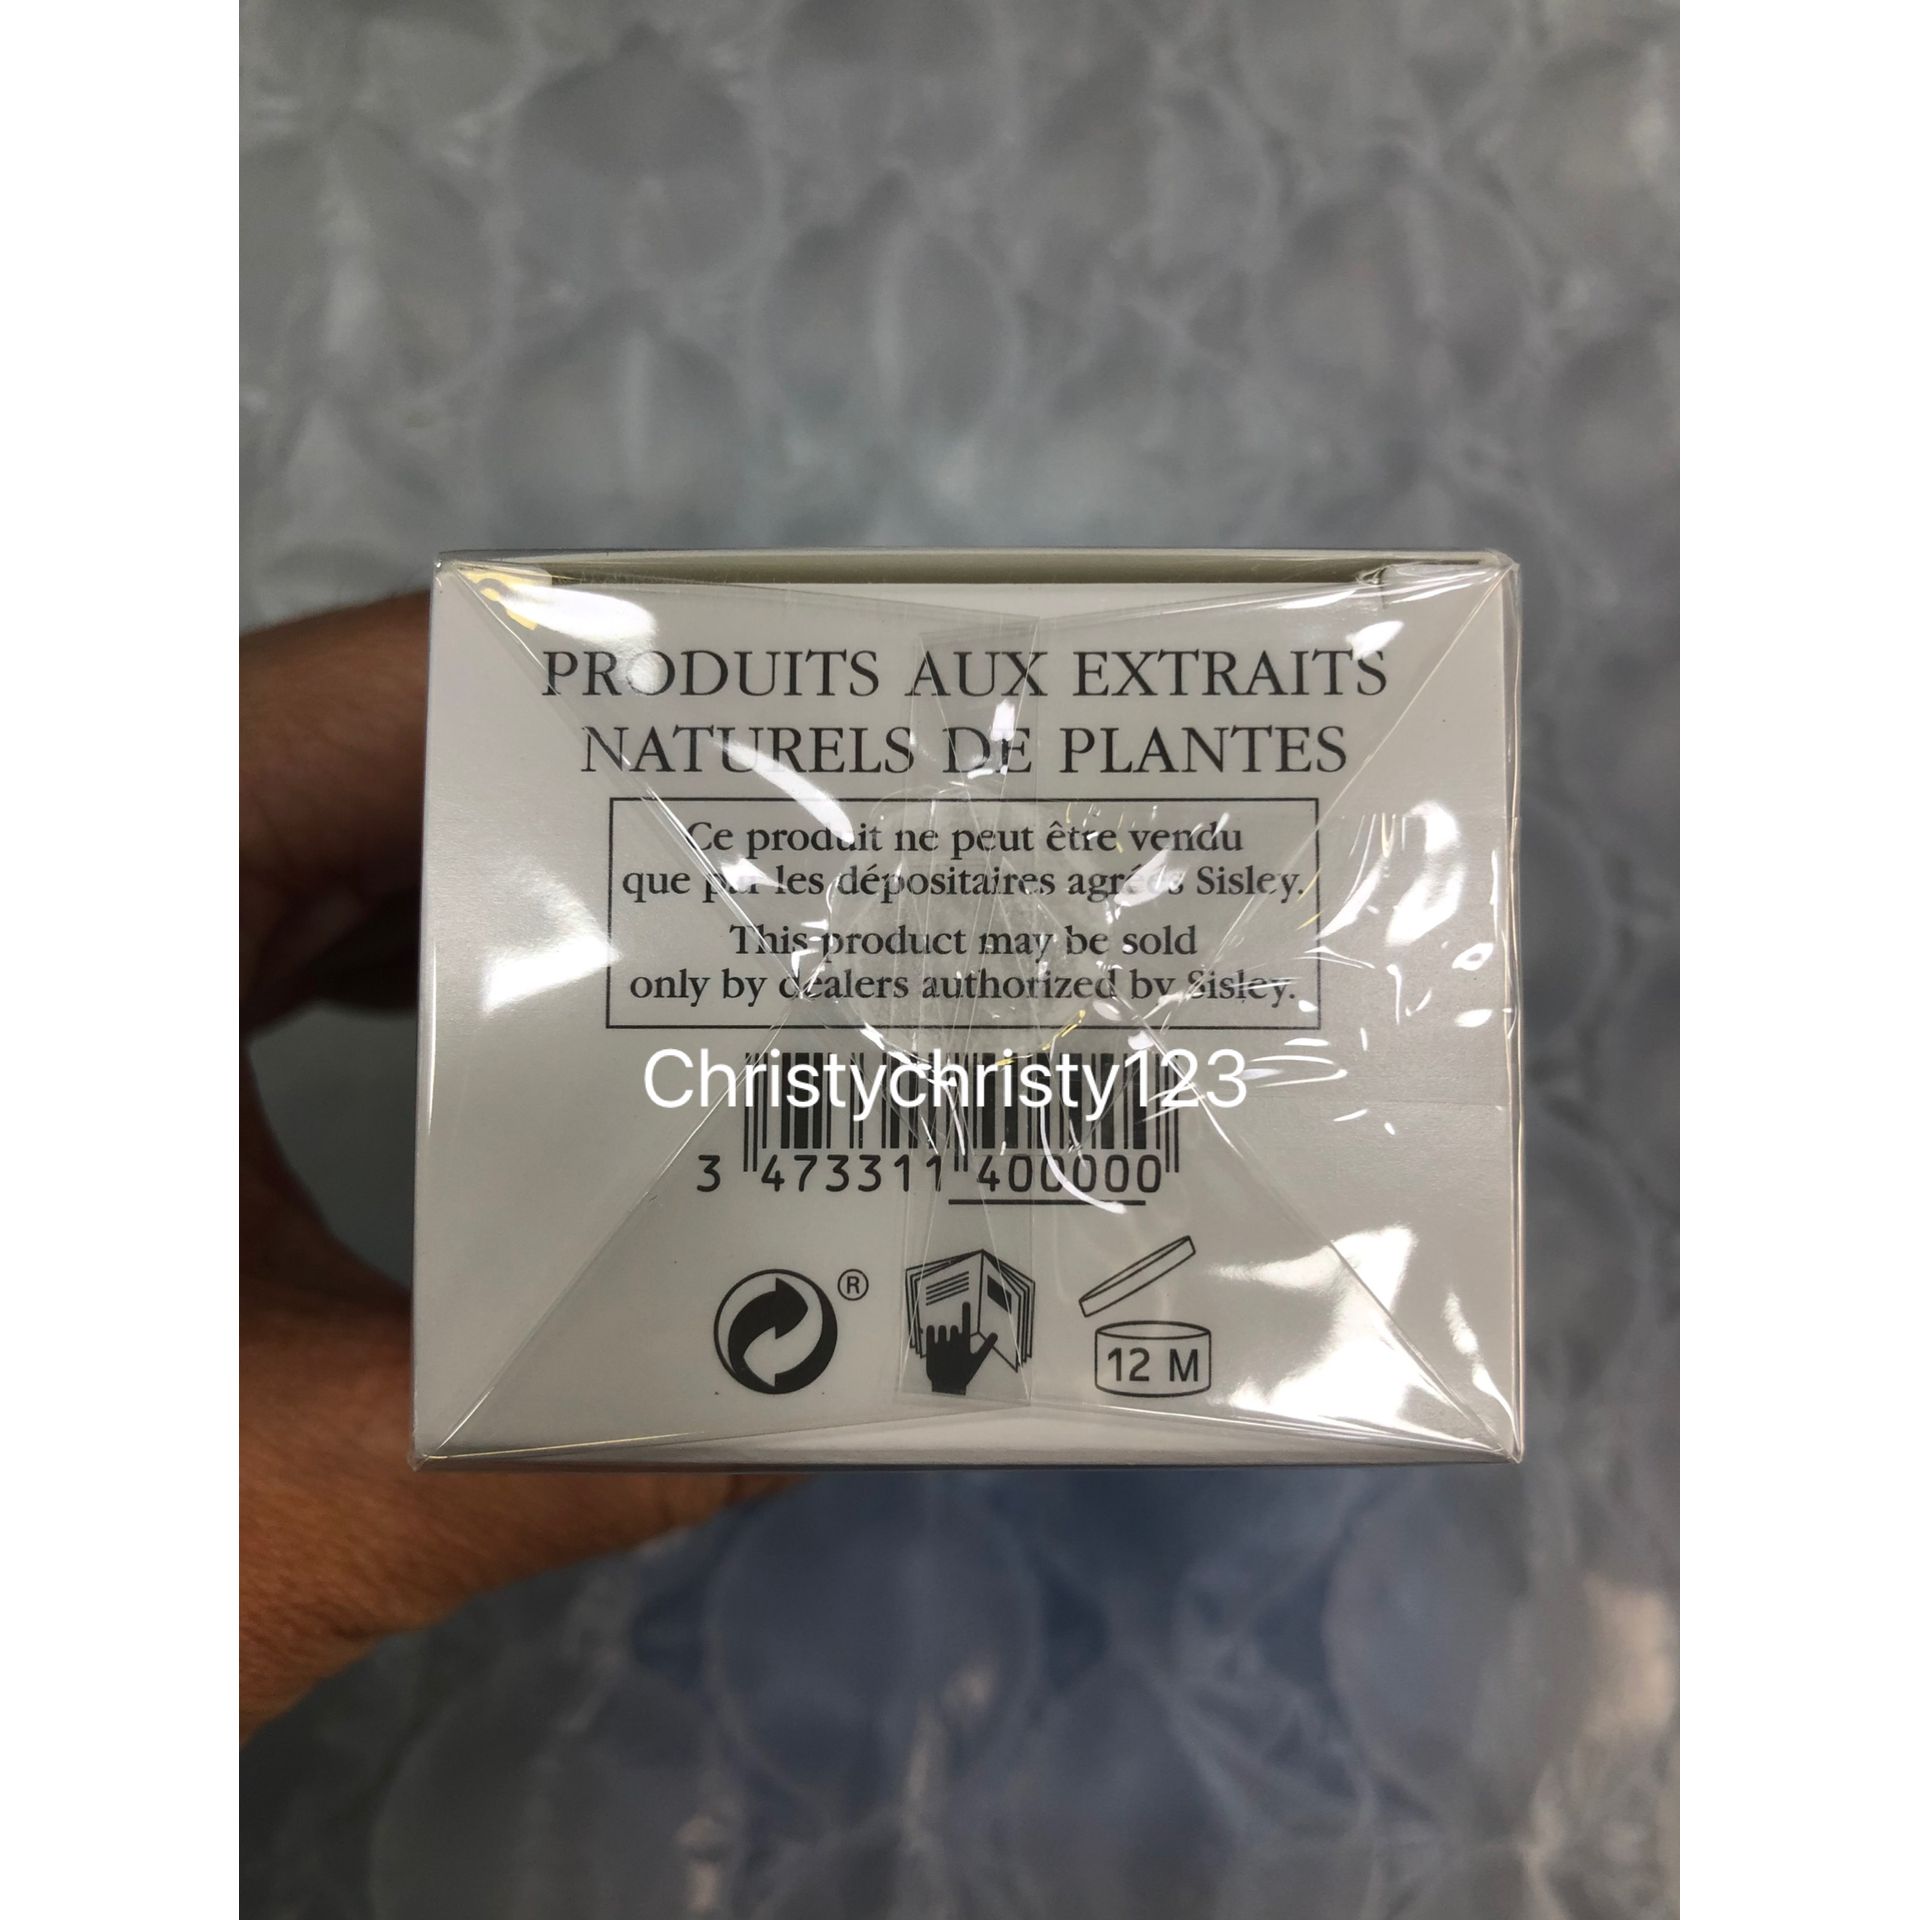 PRODUITS AUX EXTRAITS
NATURELS DE PLANTES
Ce produit ne peut être vendu
que par les dépositaires agréés Sisley.
This product may be sold
only by dealers authorized by Sisley.
Christychristy123
3 473311 400000
®
12 M